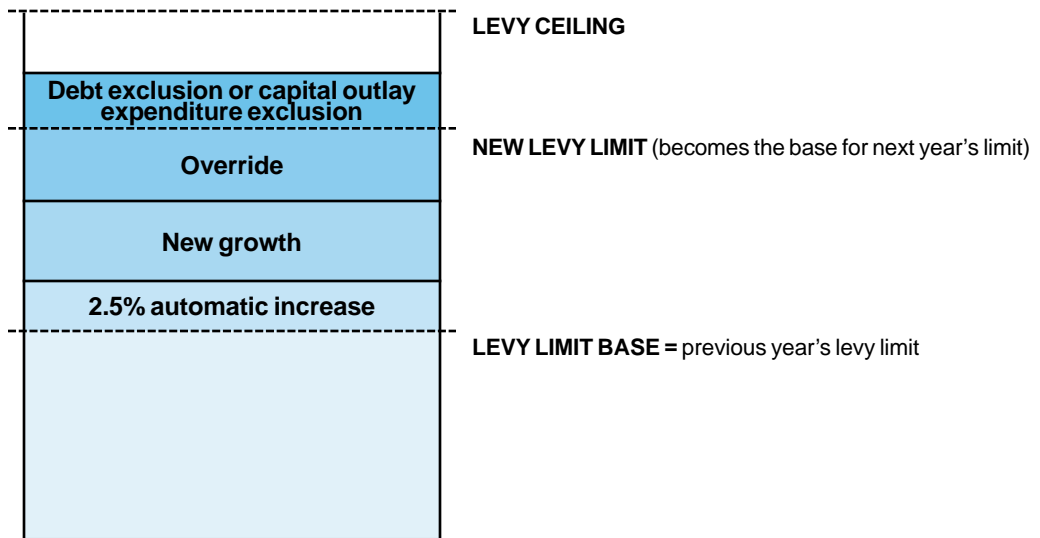 LEVY CEILING
Debt exclusion or capital outlay
expenditure exclusion
NEW LEVY LIMIT (becomes the base for next year’s limit)
Override
New growth
2.5% automatic increase
LEVY LIMIT BASE = previous year’s levy limit